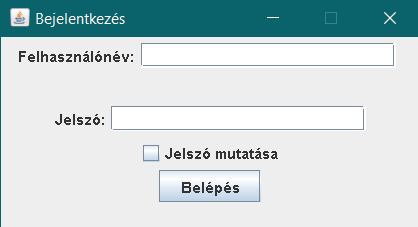 Bejelentkezés
Felhasználónév:
Jelszó:
Jelszó mutatása
Belépés